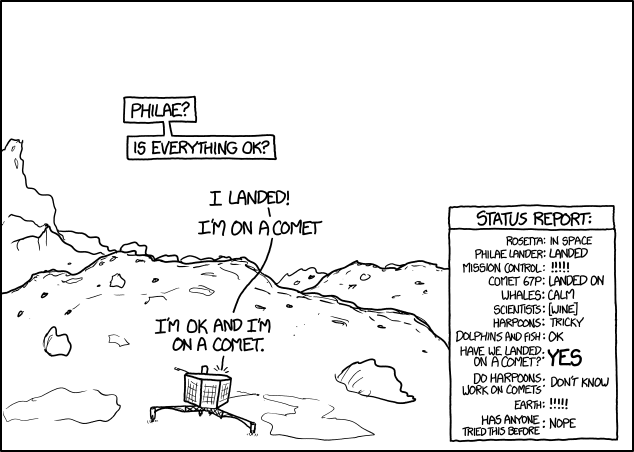 PHILAE?
IS EVERYTHING OK?
I LANDED!
I'M ON A COMET
I'M OK AND I'M
ON A COMET.
STATUS REPORT:
ROSETTA: IN SPACE
PHILAE LANDER: LANDED
MISSION CONTROL: !!!!!
COMET 67P: LANDED ON
WHALES: CALM
SCIENTISTS: [WINE]
HARPOONS: TRICKY
DOLPHINS AND FISH: OK
HAVE WE LANDED
ON A COMET?: YES
DO HARPOONS
WORK ON COMETS: DON'T KNOW
EARTH: !!!!!
HAS ANYONE
TRIED THIS BEFORE: NOPE